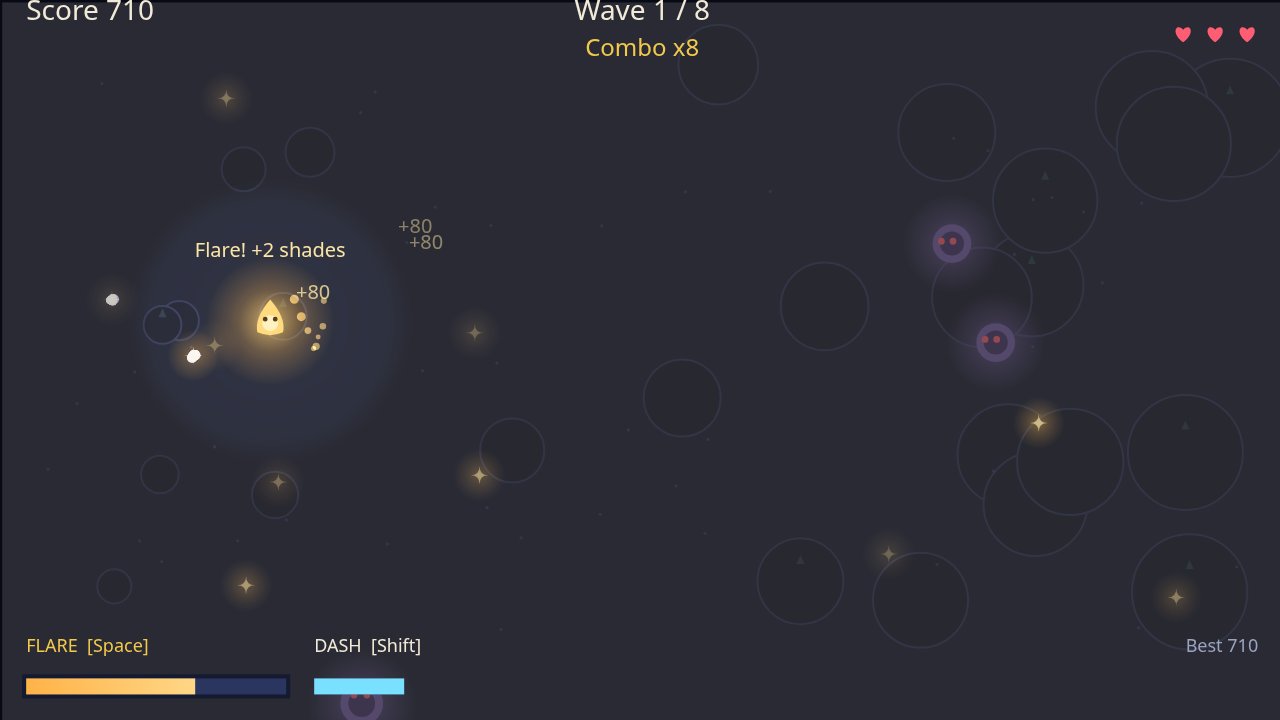 Score 710
Wave 1 / 8
Combo x8
+80
+80
Flare! +2 shades
+80
FLARE [Space]
DASH [Shift]
Best 710